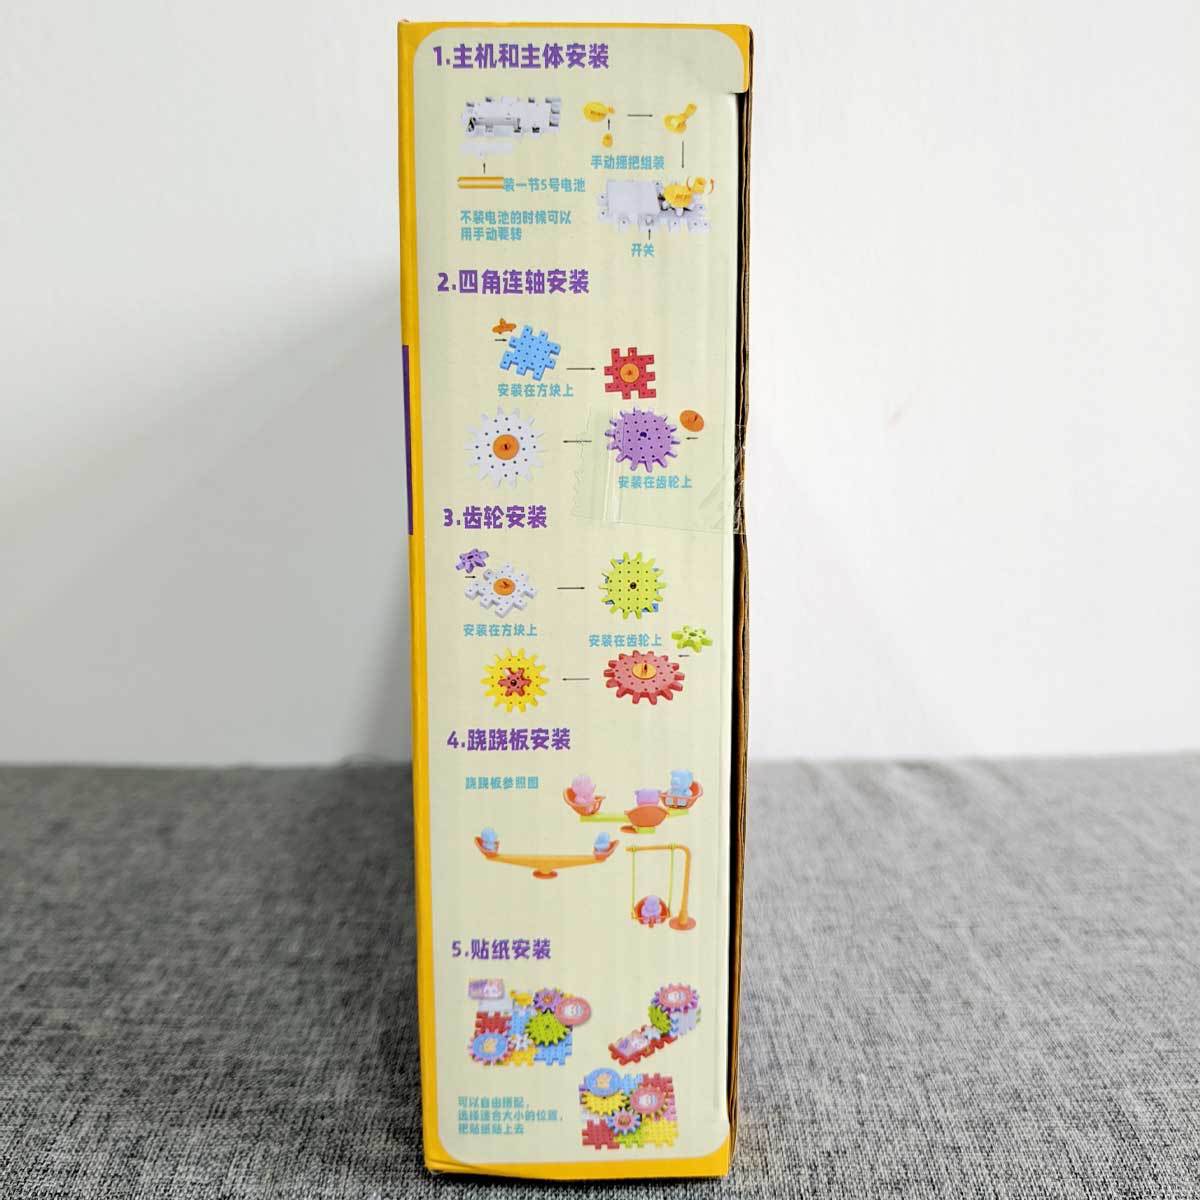 1.主机和主体安装
手动摇把组装
装一节5号电池
不装电池的时候可以
用手动要转
开关
2.四角连轴安装
安装在方块上
安装在齿轮上
3.齿轮安装
安装在方块上
安装在齿轮上
4.跷跷板安装
跷跷板参照图
5.贴纸安装
可以自由搭配,
选择适合大小的位置,
把贴纸贴上去